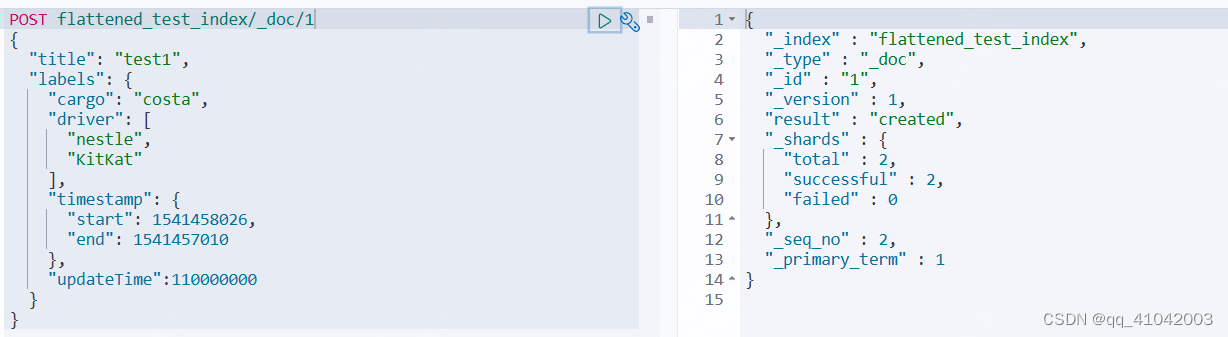 POST flattened_test_index/_doc/1
{
  "title": "test1",
  "labels": {
    "cargo": "costa",
    "driver": [
      "nestle",
      "KitKat"
    ],
    "timestamp": {
      "start": 1541458026,
      "end": 1541457010
    },
    "updateTime":110000000
  }
}
1 {
2   "_index" : "flattened_test_index",
3   "_type" : "_doc",
4   "_id" : "1",
5   "_version" : 1,
6   "result" : "created",
7   "_shards" : {
8     "total" : 2,
9     "successful" : 2,
10     "failed" : 0
11   },
12   "_seq_no" : 2,
13   "_primary_term" : 1
14 }
15
CSDN @qq_41042003